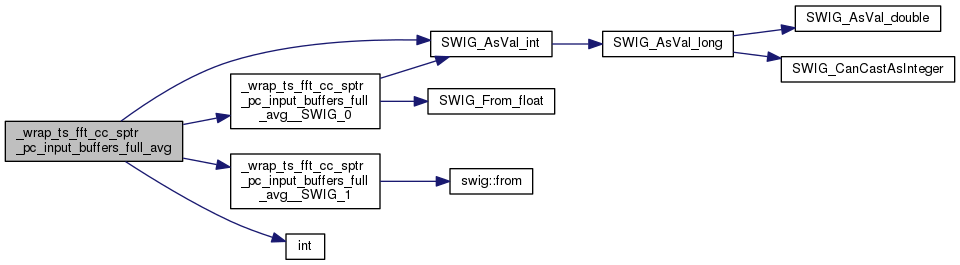 _wrap_ts_fft_cc_sptr
_pc_input_buffers_full_avg
SWIG_AsVal_int
_wrap_ts_fft_cc_sptr
_pc_input_buffers_full
_avg__SWIG_0
_wrap_ts_fft_cc_sptr
_pc_input_buffers_full
_avg__SWIG_1
int
SWIG_From_float
swig::from
SWIG_AsVal_long
SWIG_AsVal_double
SWIG_CanCastAsInteger